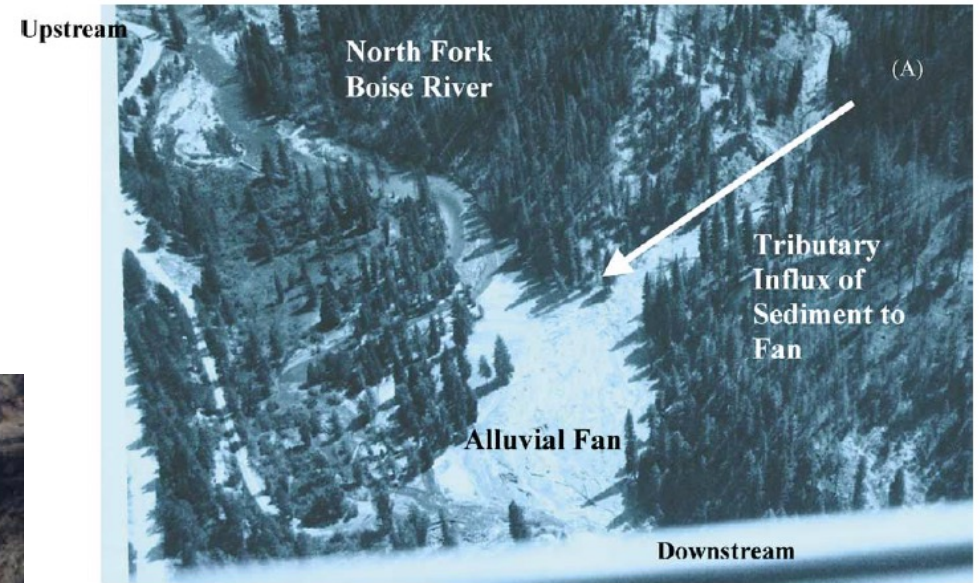 Upstream
North Fork
Boise River
(A)
Tributary
Influx of
Sediment to
Fan
Alluvial Fan
Downstream